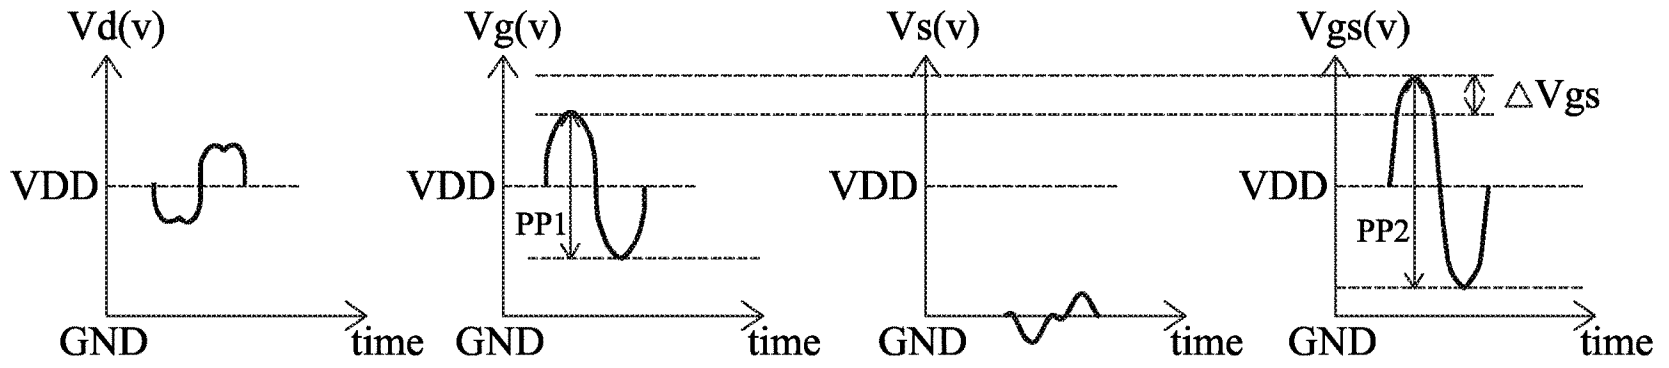 Vd(v)
VDD
GND
time
Vg(v)
VDD
PP1
GND
time
Vs(v)
VDD
GND
time
Vgs(v)
△Vgs
VDD
PP2
GND
time